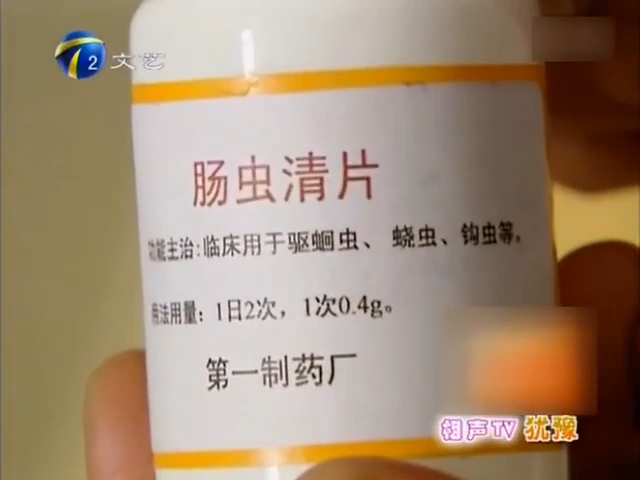 2 文艺
肠虫清片
功能主治:临床用于驱蛔虫、蛲虫、钩虫等。
用法用量：1日2次，1次0.4g。
第一制药厂
相声TV 犹豫